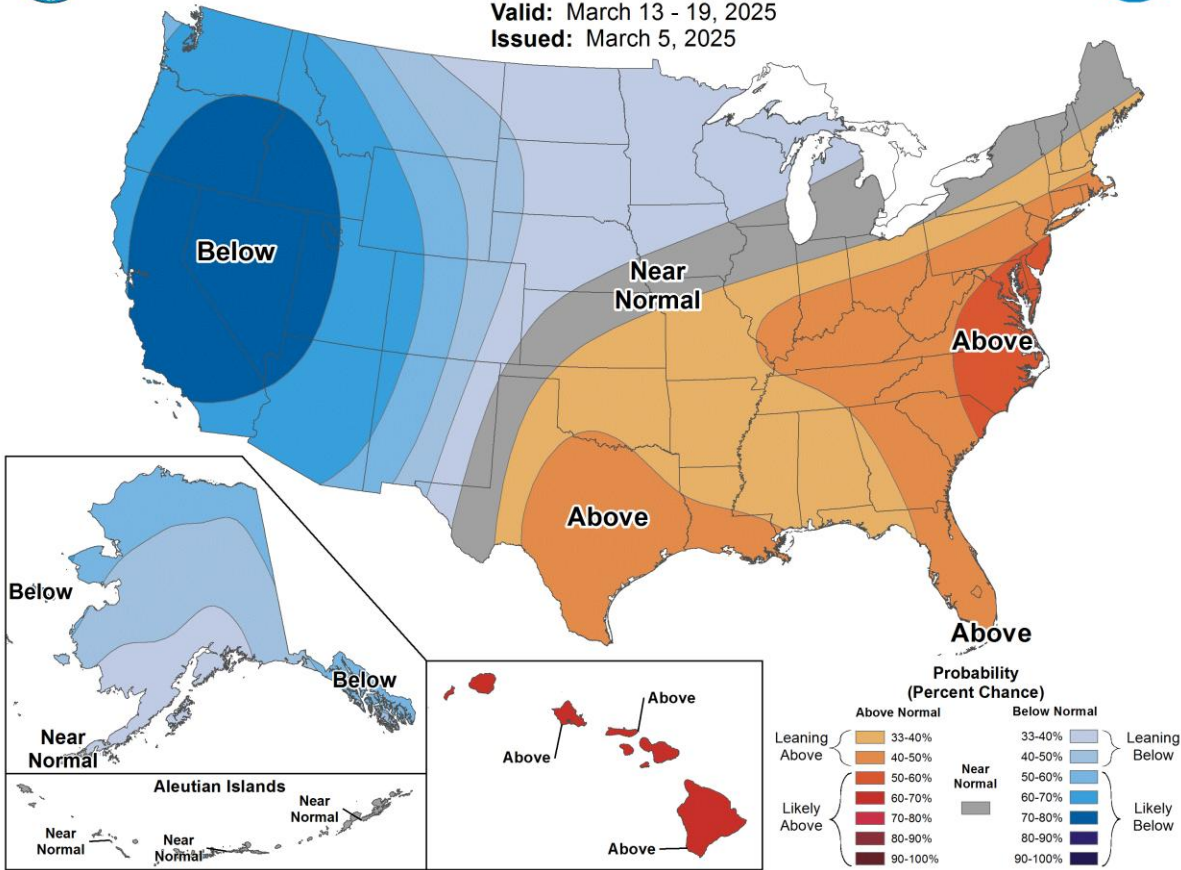 Valid: March 13 - 19, 2025
Issued: March 5, 2025
Below
Near
Normal
Above
Above
Above
Below
Below
Near
Normal
Aleutian Islands
Near
Normal
Near
Normal
Near
Normal
Above
Above
Above
Probability
(Percent Chance)
Above Normal
Below Normal
Leaning
Above
33-40%
40-50%
Likely
Above
50-60%
60-70%
70-80%
80-90%
90-100%
Near
Normal
33-40%
40-50%
Leaning
Below
50-60%
60-70%
70-80%
80-90%
90-100%
Likely
Below